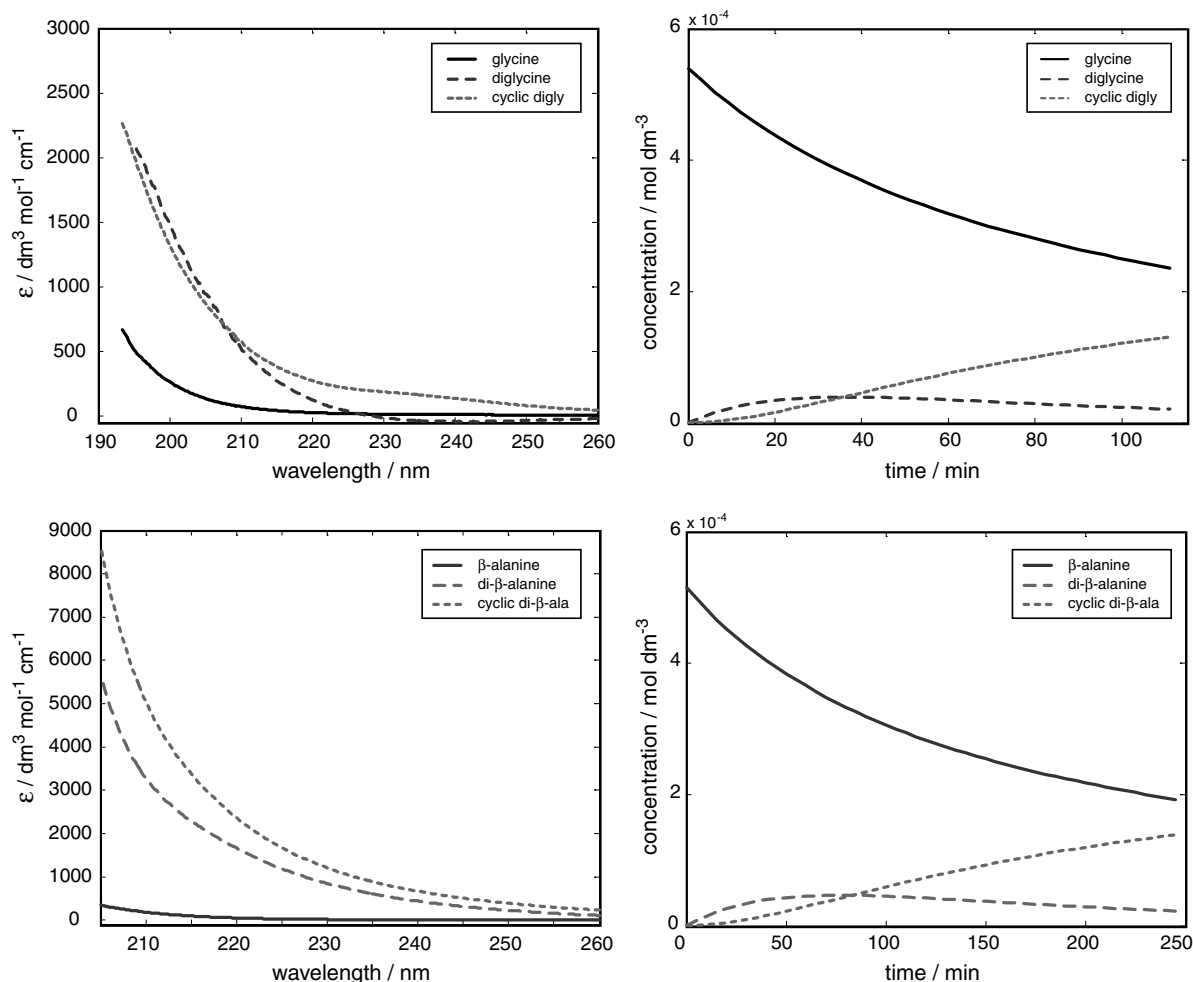 3000
2500
2000
1500
1000
500
0
ε / dm³ mol⁻¹ cm⁻¹
glycine
diglycine
cyclic digly
190 200 210 220 230 240 250 260
wavelength / nm
6 x 10⁻⁴
4
2
0
concentration / mol dm⁻³
glycine
diglycine
cyclic digly
0 20 40 60 80 100
time / min
9000
8000
7000
6000
5000
4000
3000
2000
1000
0
ε / dm³ mol⁻¹ cm⁻¹
β-alanine
di-β-alanine
cyclic di-β-ala
210 220 230 240 250 260
wavelength / nm
6 x 10⁻⁴
4
2
0
concentration / mol dm⁻³
β-alanine
di-β-alanine
cyclic di-β-ala
0 50 100 150 200 250
time / min